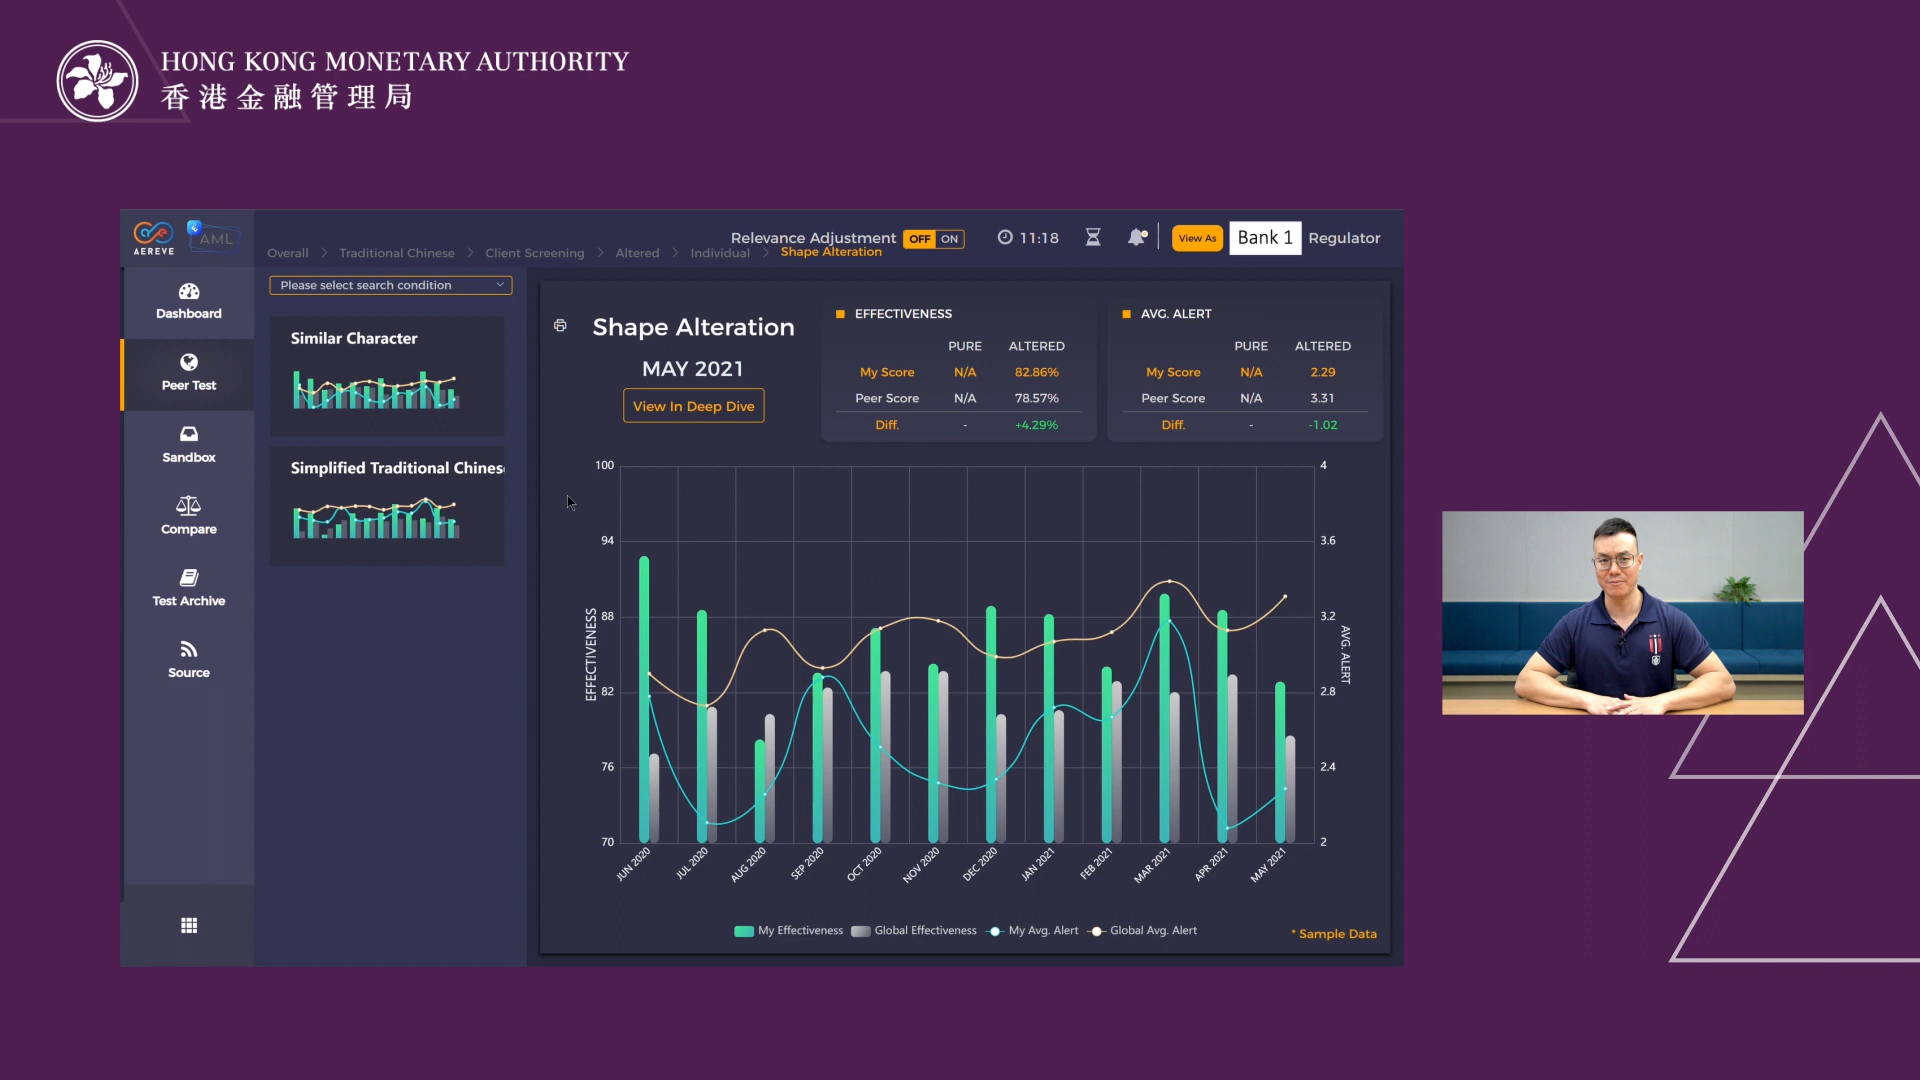 HONG KONG MONETARY AUTHORITY
香港金融管理局
AEREVE
AML
Overall > Traditional Chinese > Client Screening > Altered > Individual > Shape Alteration
Relevance Adjustment OFF ON
11:18
View As Bank 1 Regulator
Dashboard
Peer Test
Sandbox
Compare
Test Archive
Source
Please select search condition
Similar Character
Simplified Traditional Chines
Shape Alteration
MAY 2021
View In Deep Dive
EFFECTIVENESS
PURE ALTERED
My Score N/A 82.86%
Peer Score N/A 78.57%
Diff. - +4.29%
AVG. ALERT
PURE ALTERED
My Score N/A 2.29
Peer Score N/A 3.31
Diff. - -1.02
100
94
88
82
76
70
EFFECTIVENESS
4
3.6
3.2
2.8
2.4
2
AVG. ALERT
JUN 2020
JUL 2020
AUG 2020
SEP 2020
OCT 2020
NOV 2020
DEC 2020
JAN 2021
FEB 2021
MAR 2021
APR 2021
MAY 2021
My Effectiveness Global Effectiveness My Avg. Alert Global Avg. Alert
* Sample Data